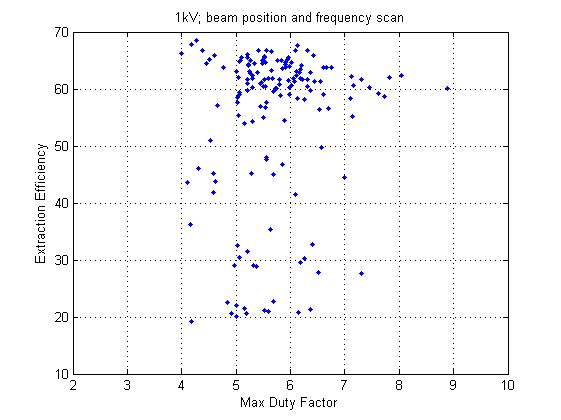 1kV; beam position and frequency scan
70
60
50
40
30
20
10
Extraction Efficiency
2 3 4 5 6 7 8 9 10
Max Duty Factor